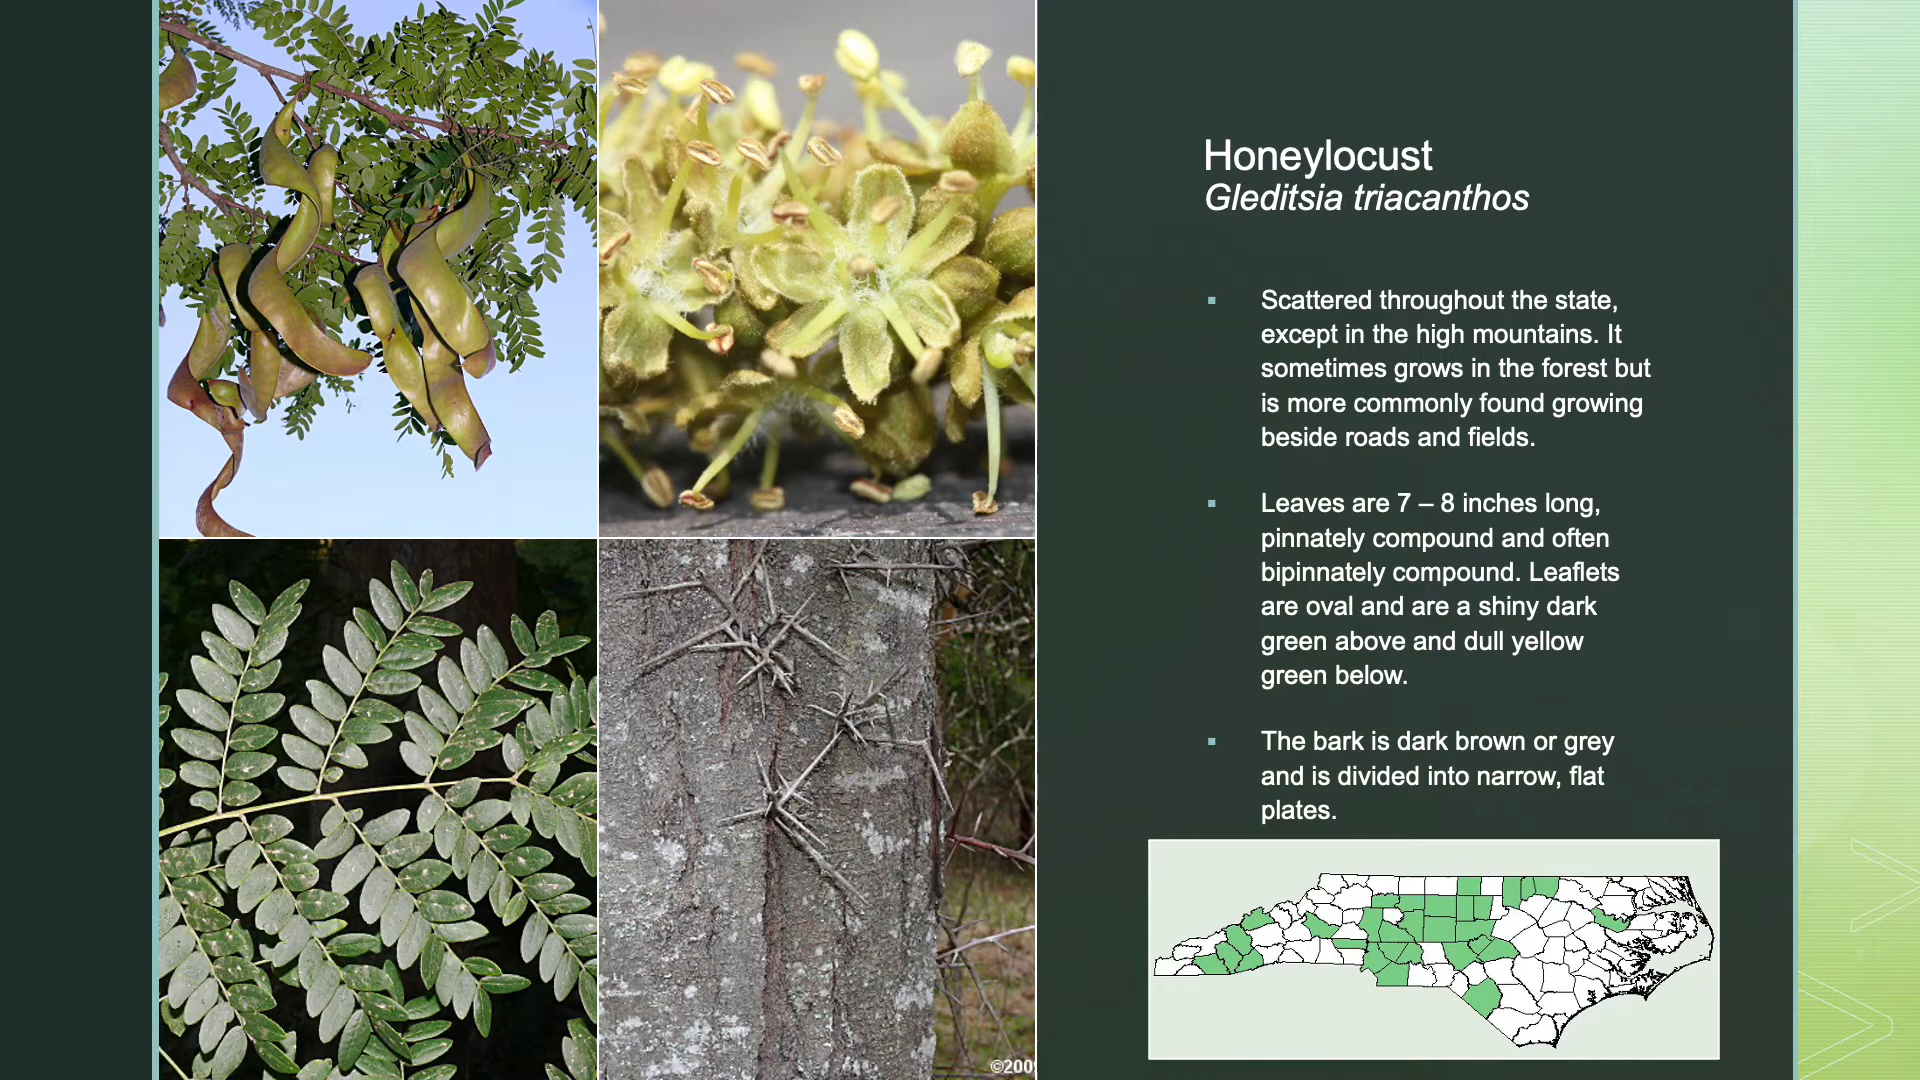 Honeylocust
Gleditsia triacanthos
Scattered throughout the state,
except in the high mountains. It
sometimes grows in the forest but
is more commonly found growing
beside roads and fields.
Leaves are 7 – 8 inches long,
pinnately compound and often
bipinnately compound. Leaflets
are oval and are a shiny dark
green above and dull yellow
green below.
The bark is dark brown or grey
and is divided into narrow, flat
plates.